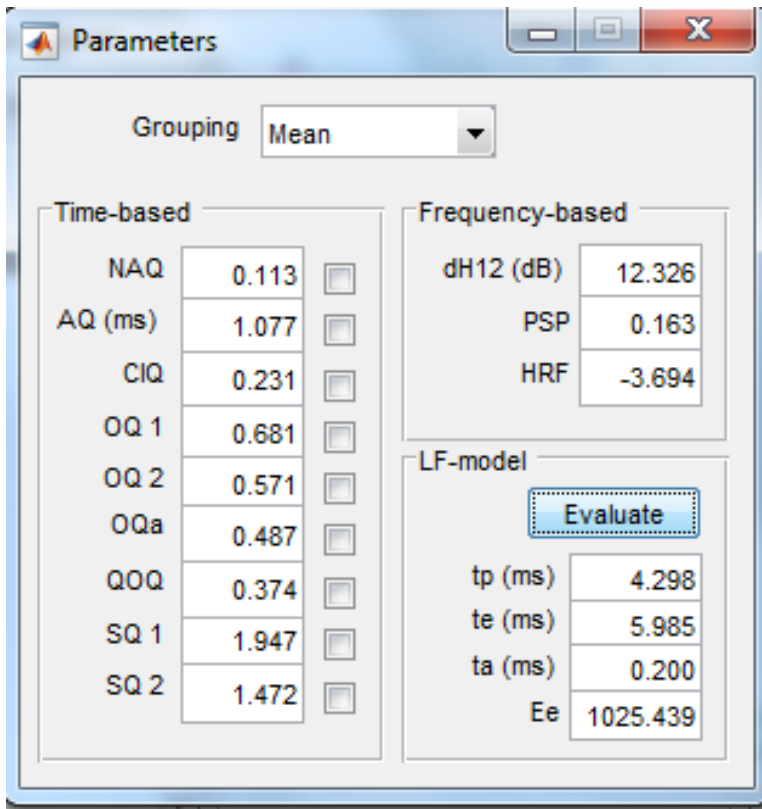 Parameters
Grouping Mean
Time-based
NAQ 0.113
AQ (ms) 1.077
ClQ 0.231
OQ 1 0.681
OQ 2 0.571
OQa 0.487
QOQ 0.374
SQ 1 1.947
SQ 2 1.472
Frequency-based
dH12 (dB) 12.326
PSP 0.163
HRF -3.694
LF-model
Evaluate
tp (ms) 4.298
te (ms) 5.985
ta (ms) 0.200
Ee 1025.439